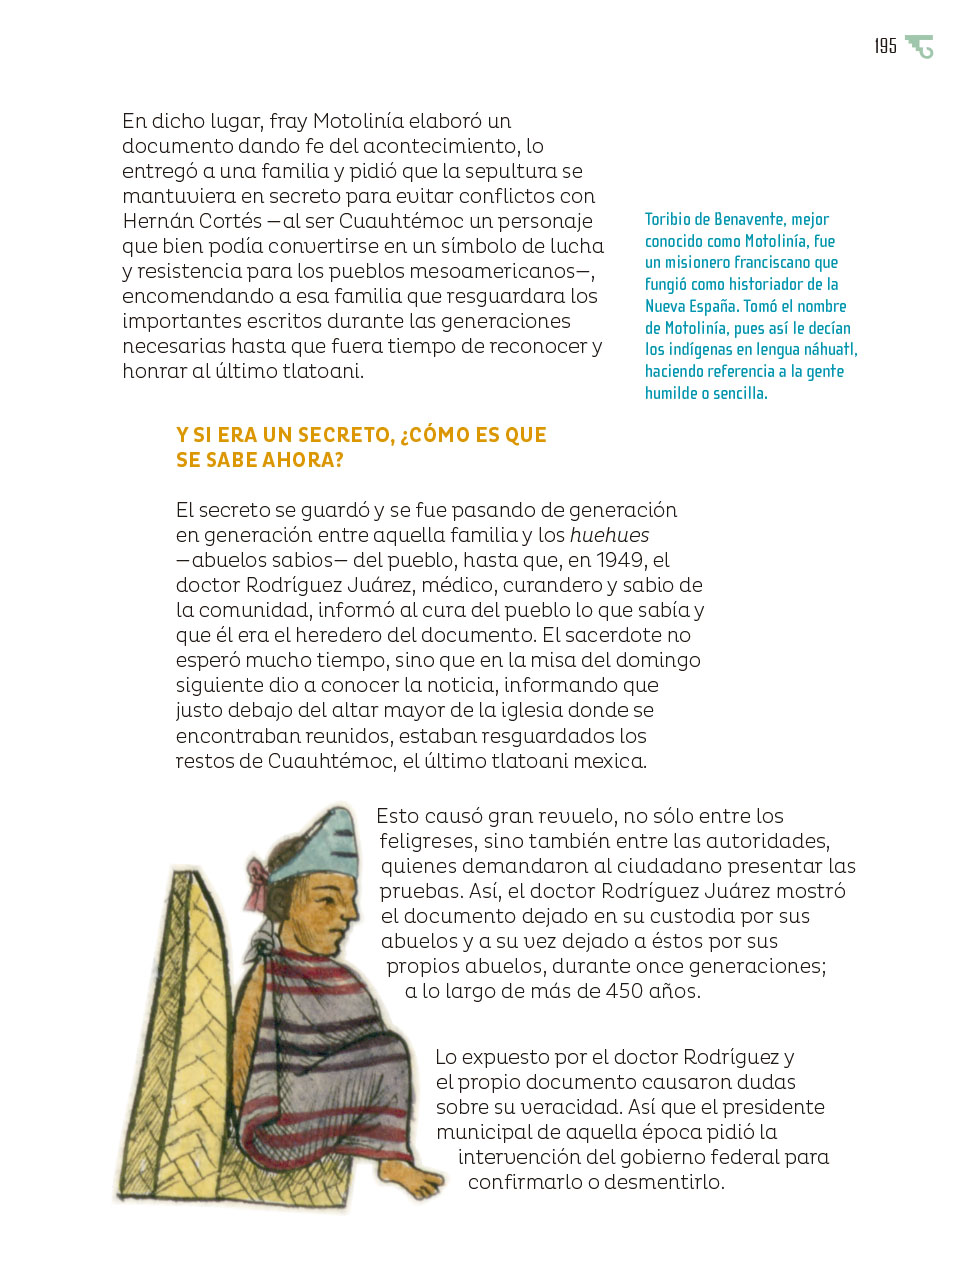 195
En dicho lugar, fray Motolinía elaboró un
documento dando fe del acontecimiento, lo
entregó a una familia y pidió que la sepultura se
mantuviera en secreto para evitar conflictos con
Hernán Cortés —al ser Cuauhtémoc un personaje
que bien podía convertirse en un símbolo de lucha
y resistencia para los pueblos mesoamericanos—,
encomendando a esa familia que resguardara los
importantes escritos durante las generaciones
necesarias hasta que fuera tiempo de reconocer y
honrar al último tlatoani.
Toribio de Benavente, mejor
conocido como Motolinía, fue
un misionero franciscano que
fungió como historiador de la
Nueva España. Tomó el nombre
de Motolinía, pues así le decían
los indígenas en lengua náhuatl,
haciendo referencia a la gente
humilde o sencilla.
Y SI ERA UN SECRETO, ¿CÓMO ES QUE
SE SABE AHORA?
El secreto se guardó y se fue pasando de generación
en generación entre aquella familia y los huehues
—abuelos sabios— del pueblo, hasta que, en 1949, el
doctor Rodríguez Juárez, médico, curandero y sabio de
la comunidad, informó al cura del pueblo lo que sabía y
que él era el heredero del documento. El sacerdote no
esperó mucho tiempo, sino que en la misa del domingo
siguiente dio a conocer la noticia, informando que
justo debajo del altar mayor de la iglesia donde se
encontraban reunidos, estaban resguardados los
restos de Cuauhtémoc, el último tlatoani mexica.
Esto causó gran revuelo, no sólo entre los
feligreses, sino también entre las autoridades,
quienes demandaron al ciudadano presentar las
pruebas. Así, el doctor Rodríguez Juárez mostró
el documento dejado en su custodia por sus
abuelos y a su vez dejado a éstos por sus
propios abuelos, durante once generaciones;
a lo largo de más de 450 años.
Lo expuesto por el doctor Rodríguez y
el propio documento causaron dudas
sobre su veracidad. Así que el presidente
municipal de aquella época pidió la
intervención del gobierno federal para
confirmarlo o desmentirlo.